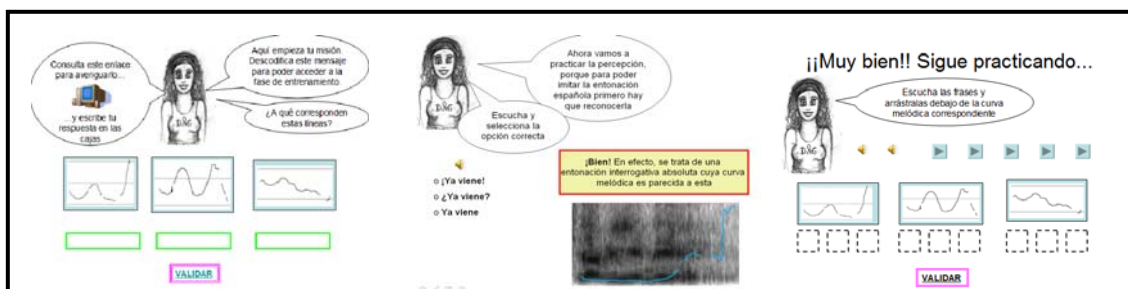 Consulta este enlace
para averiguarlo...
...y escribe tu
respuesta en las
cajas
Aquí empieza tu misión.
Descodifica este mensaje
para poder acceder a la
fase de entrenamiento.
¿A qué corresponden
estas líneas?
VALIDAR
Ahora vamos a
practicar la percepción,
porque para poder
imitar la entonación
española primero hay
que reconocerla
Escucha y
selecciona la
opción correcta
¡Ya viene!
¿Ya viene?
Ya viene
¡Bien! En efecto, se trata de una
entonación interrogativa absoluta cuya curva
melódica es parecida a esta
¡¡Muy bien!! Sigue practicando...
Escucha las frases y
arrástralas debajo de la curva
melódica correspondiente
VALIDAR